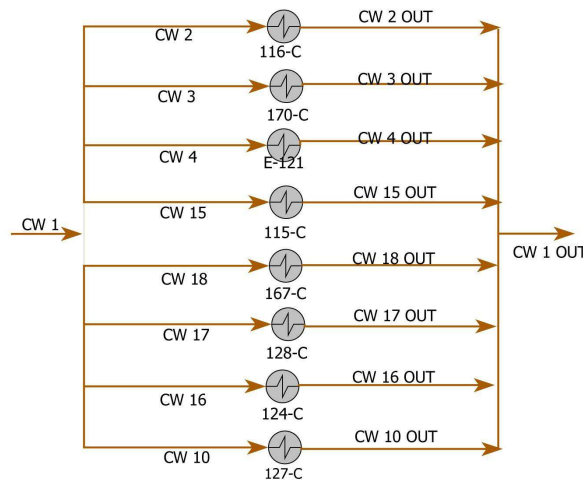 CW 2
116-C
CW 2 OUT
CW 3
170-C
CW 3 OUT
CW 4
E-121
CW 4 OUT
CW 15
115-C
CW 15 OUT
CW 1
CW 1 OUT
CW 18
167-C
CW 18 OUT
CW 17
128-C
CW 17 OUT
CW 16
124-C
CW 16 OUT
CW 10
127-C
CW 10 OUT